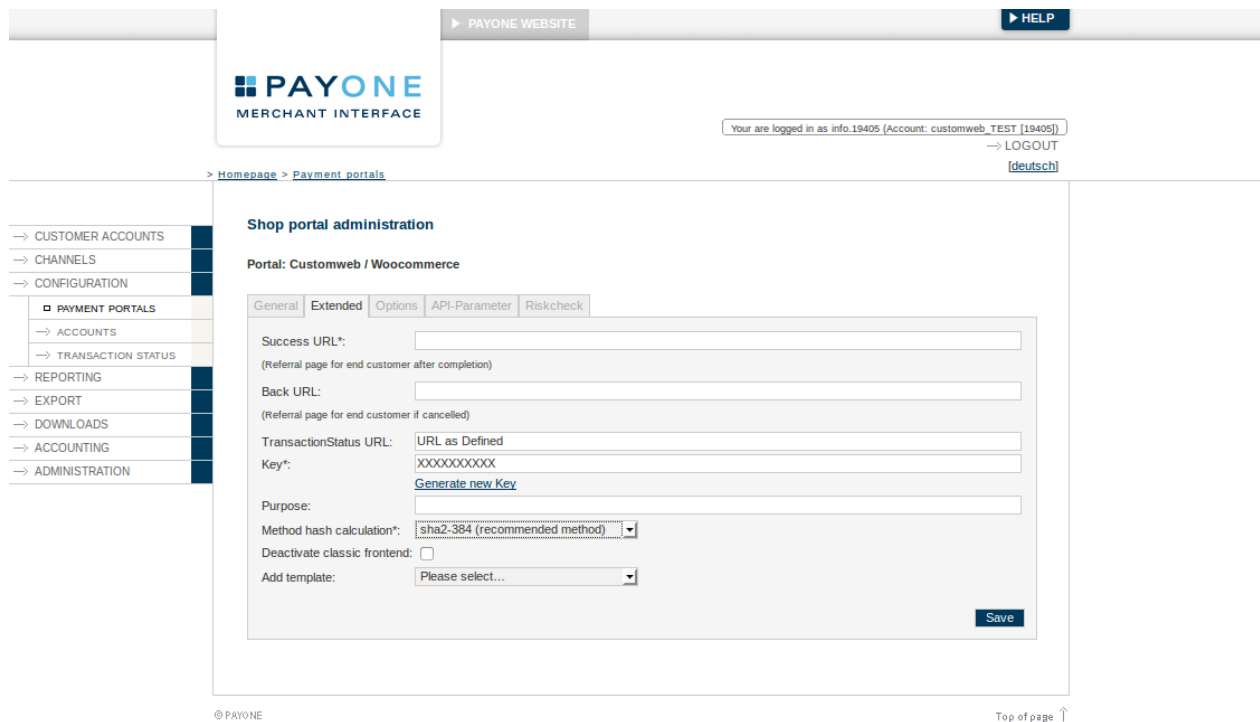 PAYONE WEBSITE
HELP
PAYONE
MERCHANT INTERFACE
Your are logged in as info.19405 (Account: customweb_TEST [19405])
LOGOUT
[deutsch]
> Homepage > Payment portals
CUSTOMER ACCOUNTS
CHANNELS
CONFIGURATION
PAYMENT PORTALS
ACCOUNTS
TRANSACTION STATUS
REPORTING
EXPORT
DOWNLOADS
ACCOUNTING
ADMINISTRATION
Shop portal administration
Portal: Customweb / Woocommerce
General Extended Options API-Parameter Riskcheck
Success URL*:
(Referral page for end customer after completion)
Back URL:
(Referral page for end customer if cancelled)
TransactionStatus URL: URL as Defined
Key*: XXXXXXXXXX
Generate new Key
Purpose:
Method hash calculation*: sha2-384 (recommended method)
Deactivate classic frontend:
Add template: Please select...
Save
© PAYONE
Top of page